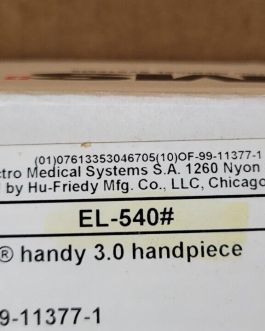 (01)07613353046705(10)OF-99-11377-1
ctro Medical Systems S.A. 1260 Nyon
by Hu-Friedy Mfg. Co., LLC, Chicago
EL-540#
® handy 3.0 handpiece
99-11377-1